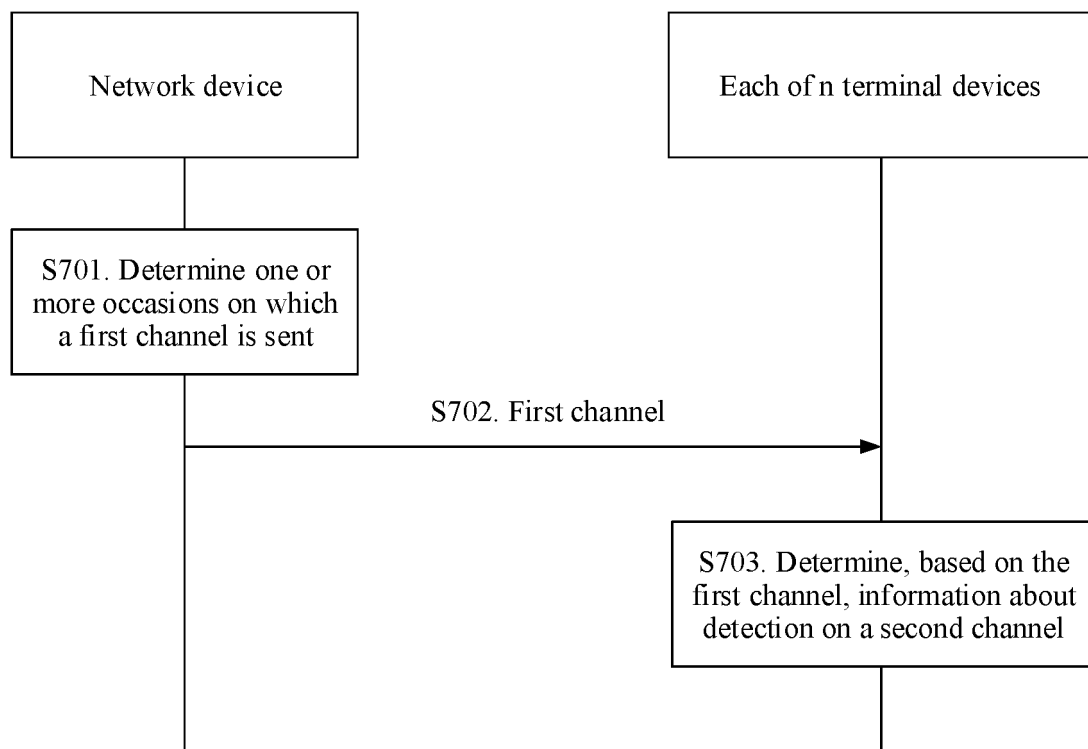 Network device
Each of n terminal devices
S701. Determine one or
more occasions on which
a first channel is sent
S702. First channel
S703. Determine, based on the
first channel, information about
detection on a second channel